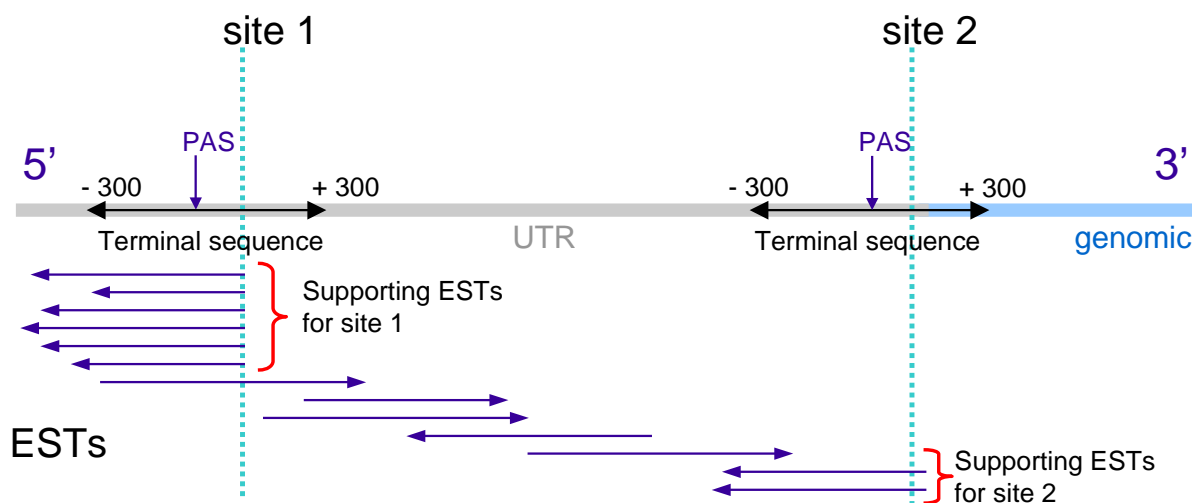 site 1
site 2
PAS
PAS
5’
3’
- 300
+ 300
- 300
+ 300
Terminal sequence
UTR
Terminal sequence
genomic
Supporting ESTs
for site 1
ESTs
Supporting ESTs
for site 2